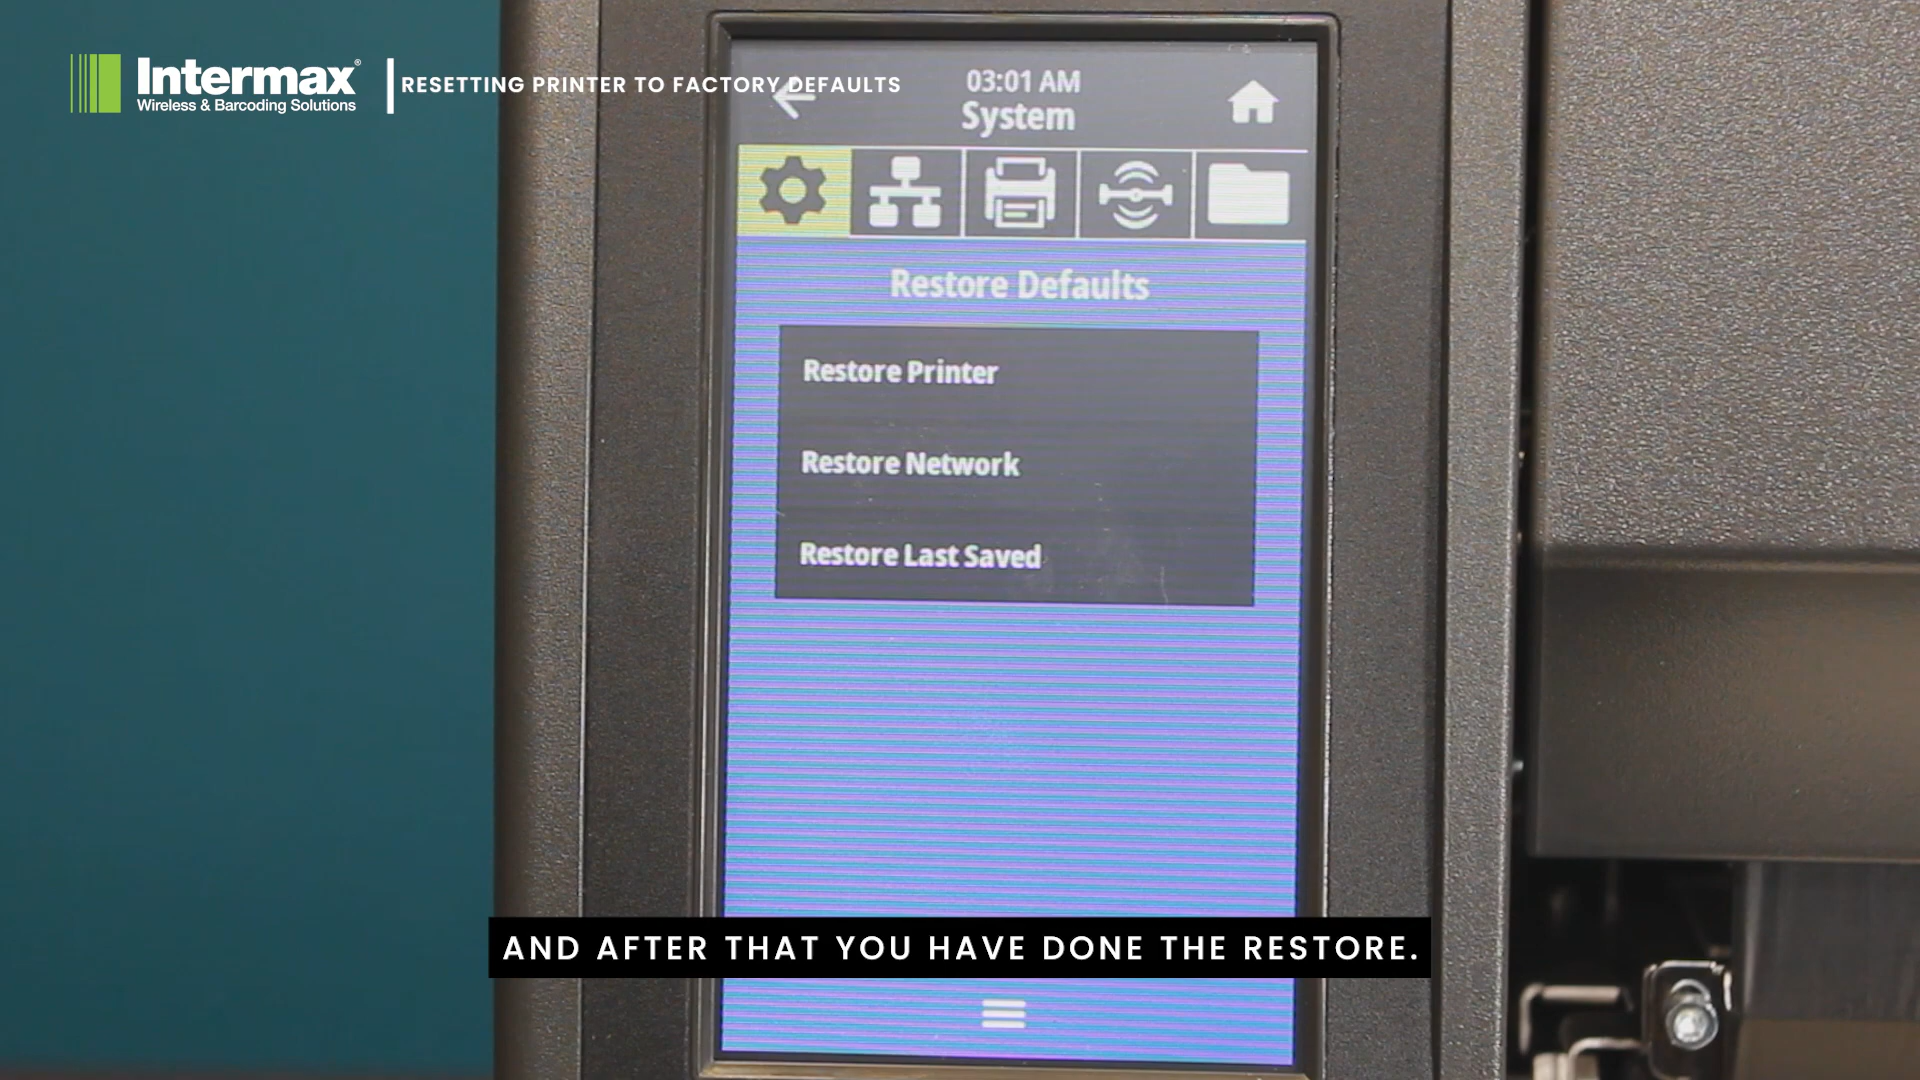 Intermax®
Wireless & Barcoding Solutions
RESETTING PRINTER TO FACTORY DEFAULTS
03:01 AM
System
Restore Defaults
Restore Printer
Restore Network
Restore Last Saved
AND AFTER THAT YOU HAVE DONE THE RESTORE.